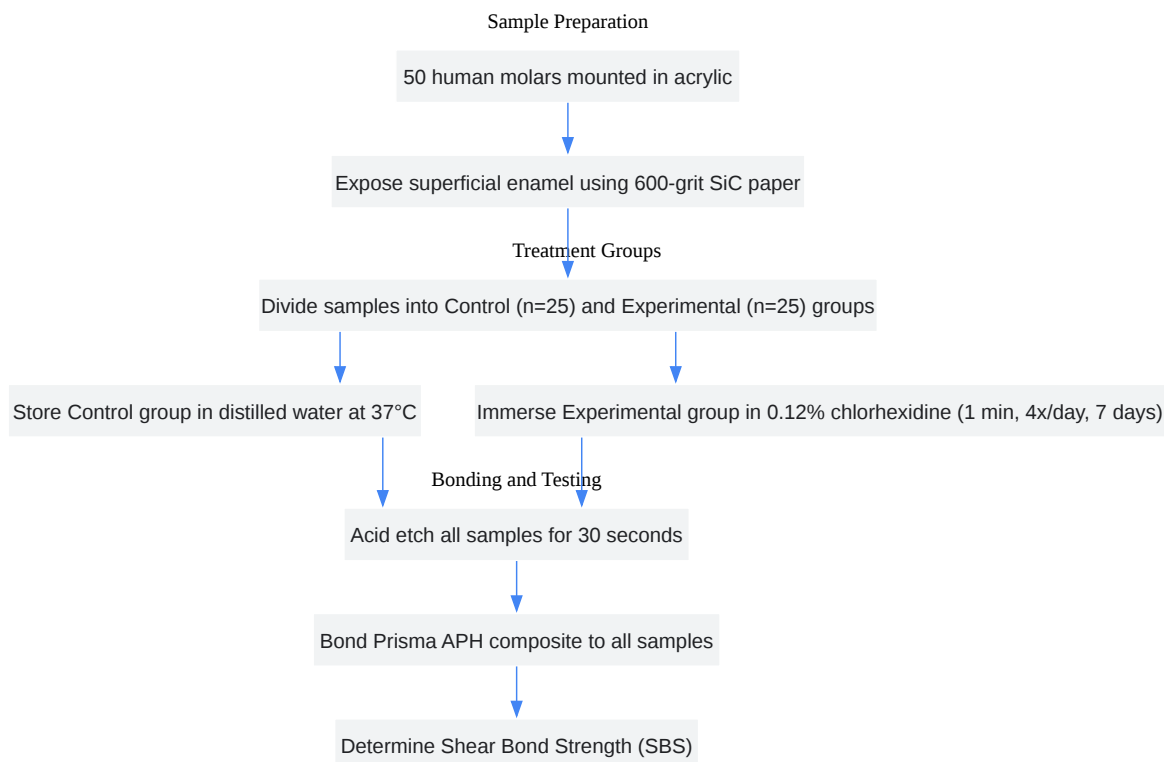 Sample Preparation
50 human molars mounted in acrylic
Expose superficial enamel using 600-grit SiC paper
Treatment Groups
Divide samples into Control (n=25) and Experimental (n=25) groups
Store Control group in distilled water at 37°C
Immerse Experimental group in 0.12% chlorhexidine (1 min, 4x/day, 7 days)
Bonding and Testing
Acid etch all samples for 30 seconds
Bond Prisma APH composite to all samples
Determine Shear Bond Strength (SBS)